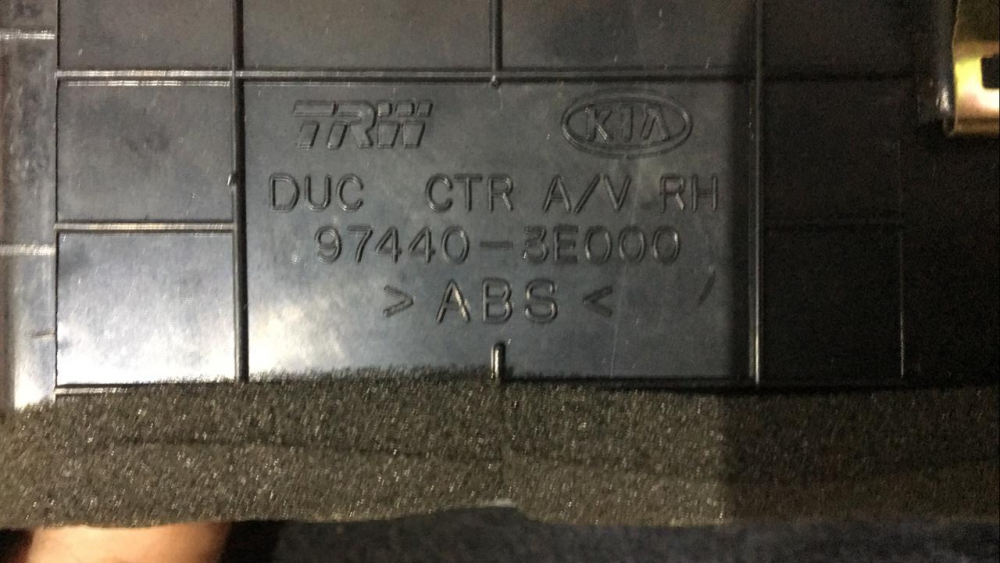 TRW KIA
DUC CTR A/V RH
97440-3E000
>ABS<